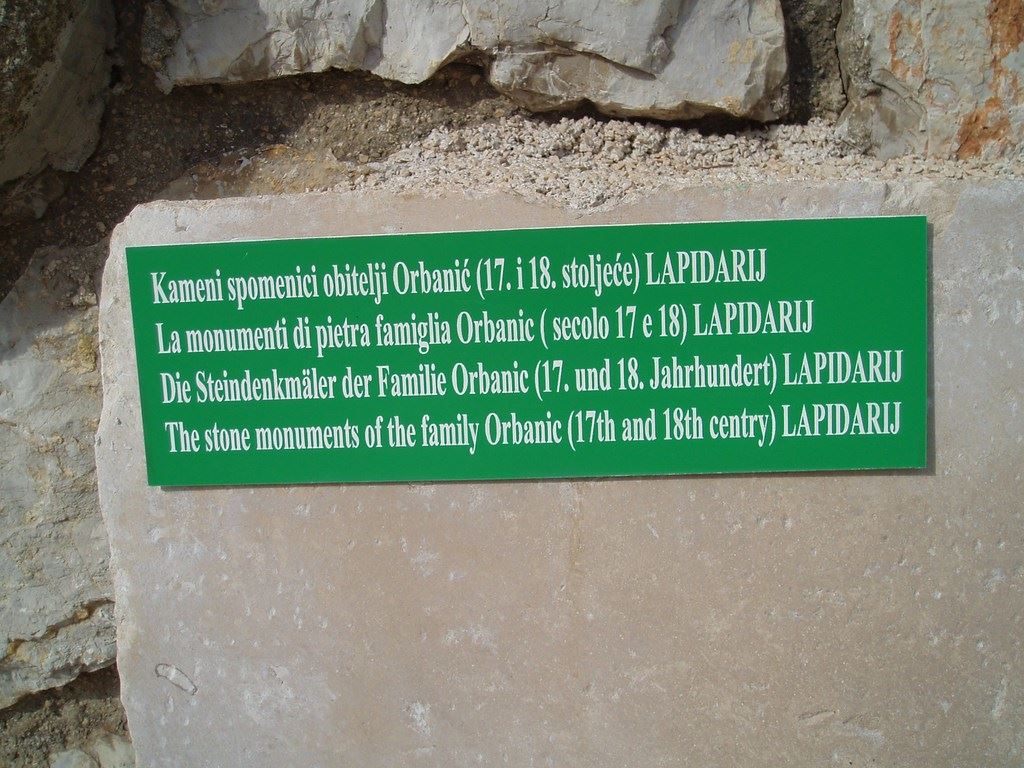 Kameni spomenici obitelji Orbanić (17. i 18. stoljeće) LAPIDARIJ
La monumenti di pietra famiglia Orbanic ( secolo 17 e 18) LAPIDARIJ
Die Steindenkmäler der Familie Orbanic (17. und 18. Jahrhundert) LAPIDARIJ
The stone monuments of the family Orbanic (17th and 18th centry) LAPIDARIJ